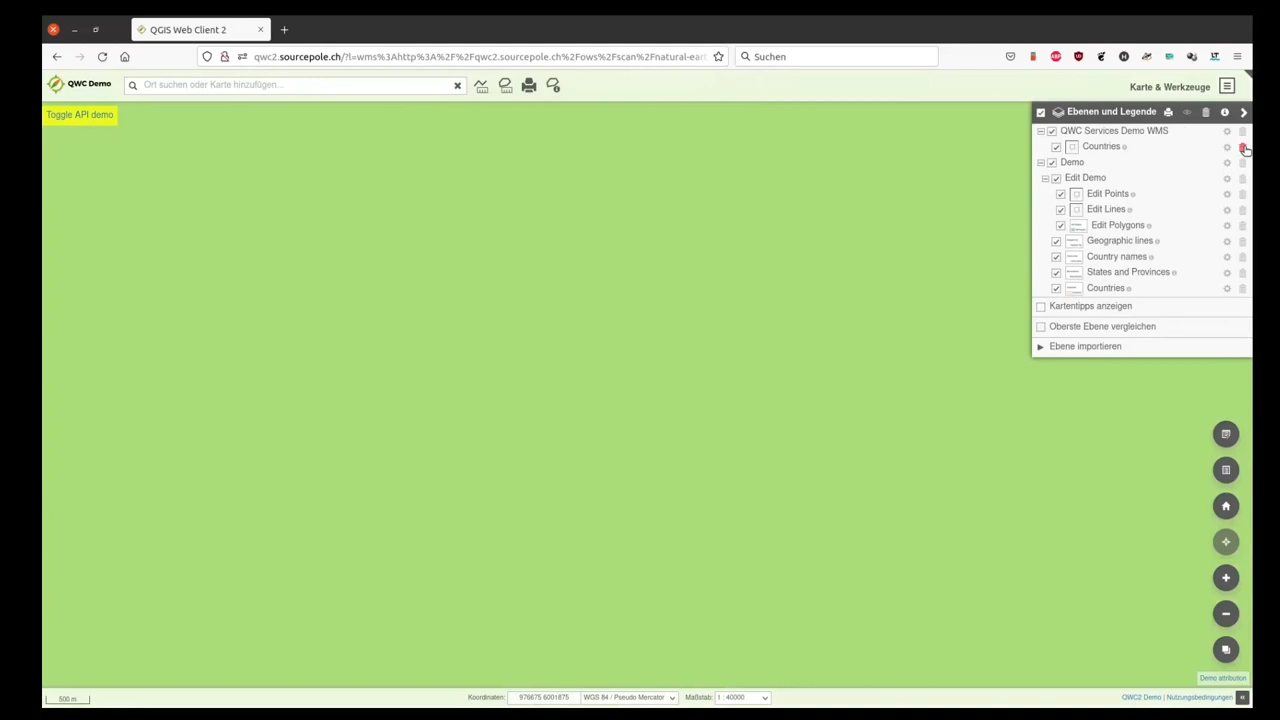 QGIS Web Client 2
qwc2.sourcepole.ch/?l=wms%3Ahttp%3A%2F%2Fqwc2.sourcepole.ch%2Fows%2Fscan%2Fnatural-eart
Suchen
QWC Demo
Ort suchen oder Karte hinzufügen...
Karte & Werkzeuge
Toggle API demo
Ebenen und Legende
QWC Services Demo WMS
Countries
Demo
Edit Demo
Edit Points
Edit Lines
Edit Polygons
Geographic lines
Country names
States and Provinces
Countries
Kartentipps anzeigen
Oberste Ebene vergleichen
Ebene importieren
Demo attribution
500 m
Koordinaten: 976675 6001875 WGS 84 / Pseudo Mercator Maßstab: 1 : 40000
QWC2 Demo | Nutzungsbedingungen